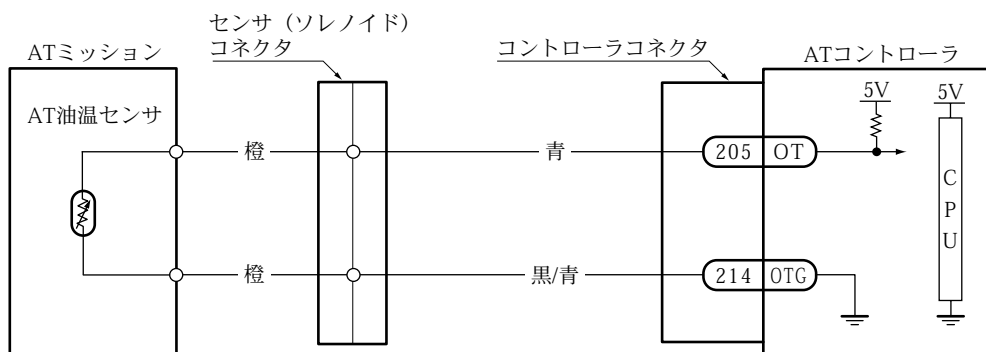 センサ（ソレノイド）
コネクタ
ATミッション
コントローラコネクタ
ATコントローラ
AT油温センサ
5V
5V
橙
青
205 OT
CPU
橙
黒/青
214 OTG